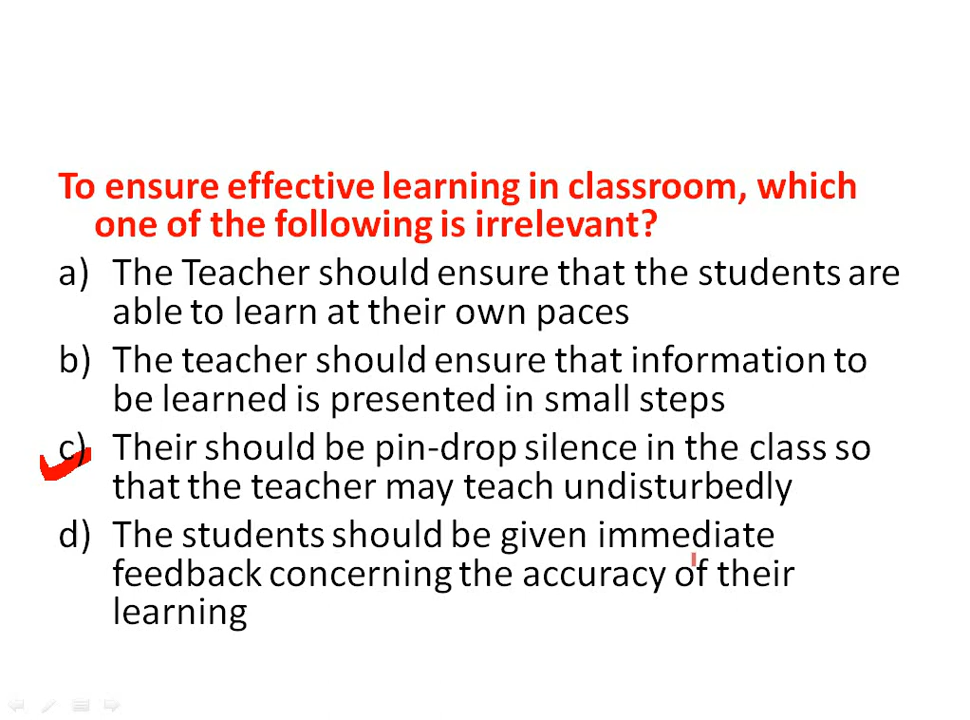 To ensure effective learning in classroom, which
one of the following is irrelevant?
a) The Teacher should ensure that the students are
able to learn at their own paces
b) The teacher should ensure that information to
be learned is presented in small steps
c) Their should be pin-drop silence in the class so
that the teacher may teach undisturbedly
d) The students should be given immediate
feedback concerning the accuracy of their
learning